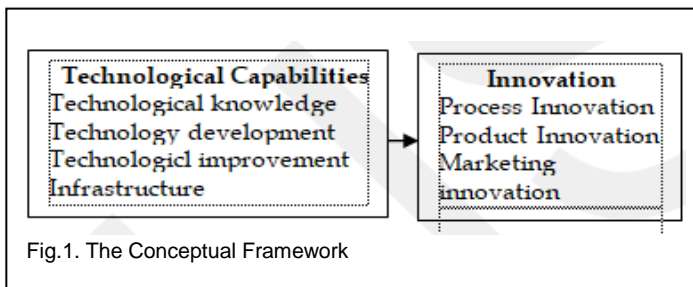 Technological Capabilities
Technological knowledge
Technology development
Technologicl improvement
Infrastructure
Innovation
Process Innovation
Product Innovation
Marketing
innovation
Fig.1. The Conceptual Framework